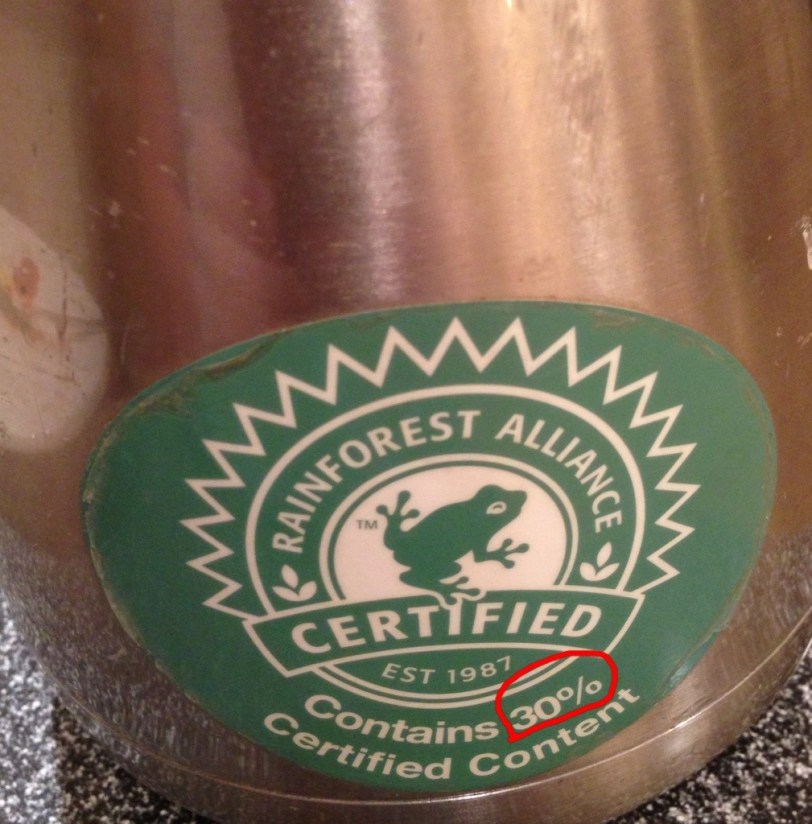 RAINFOREST ALLIANCE
TM
CERTIFIED
EST 1987
Contains 30%
Certified Content